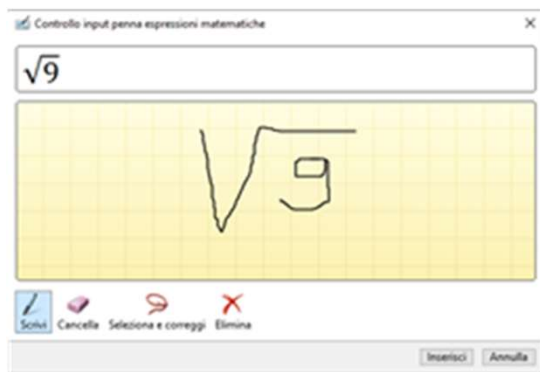 Controllo input penna espressioni matematiche
√9
√9
Scrivi Cancella Seleziona e correggi Elimina
Inserisci Annulla